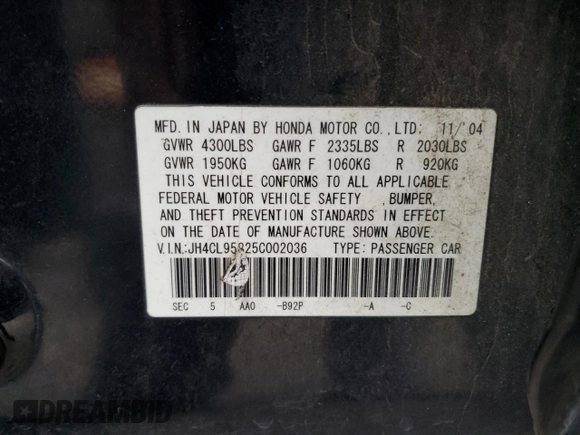 MFD. IN JAPAN BY HONDA MOTOR CO., LTD: 11/'04
GVWR 4300LBS GAWR F 2335LBS R 2030LBS
GVWR 1950KG GAWR F 1060KG R 920KG
THIS VEHICLE CONFORMS TO ALL APPLICABLE
FEDERAL MOTOR VEHICLE SAFETY , BUMPER,
AND THEFT PREVENTION STANDARDS IN EFFECT
ON THE DATE OF MANUFACTURE SHOWN ABOVE.
V.I.N.:JH4CL95825C002036 TYPE: PASSENGER CAR
SEC 5 AAO -B92P -A -C
DREAMBID